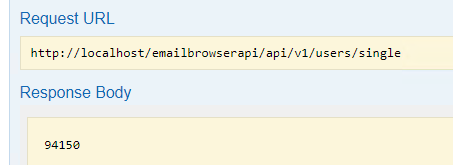 Request URL
http://localhost/emailbrowserapi/api/v1/users/single
Response Body
94150